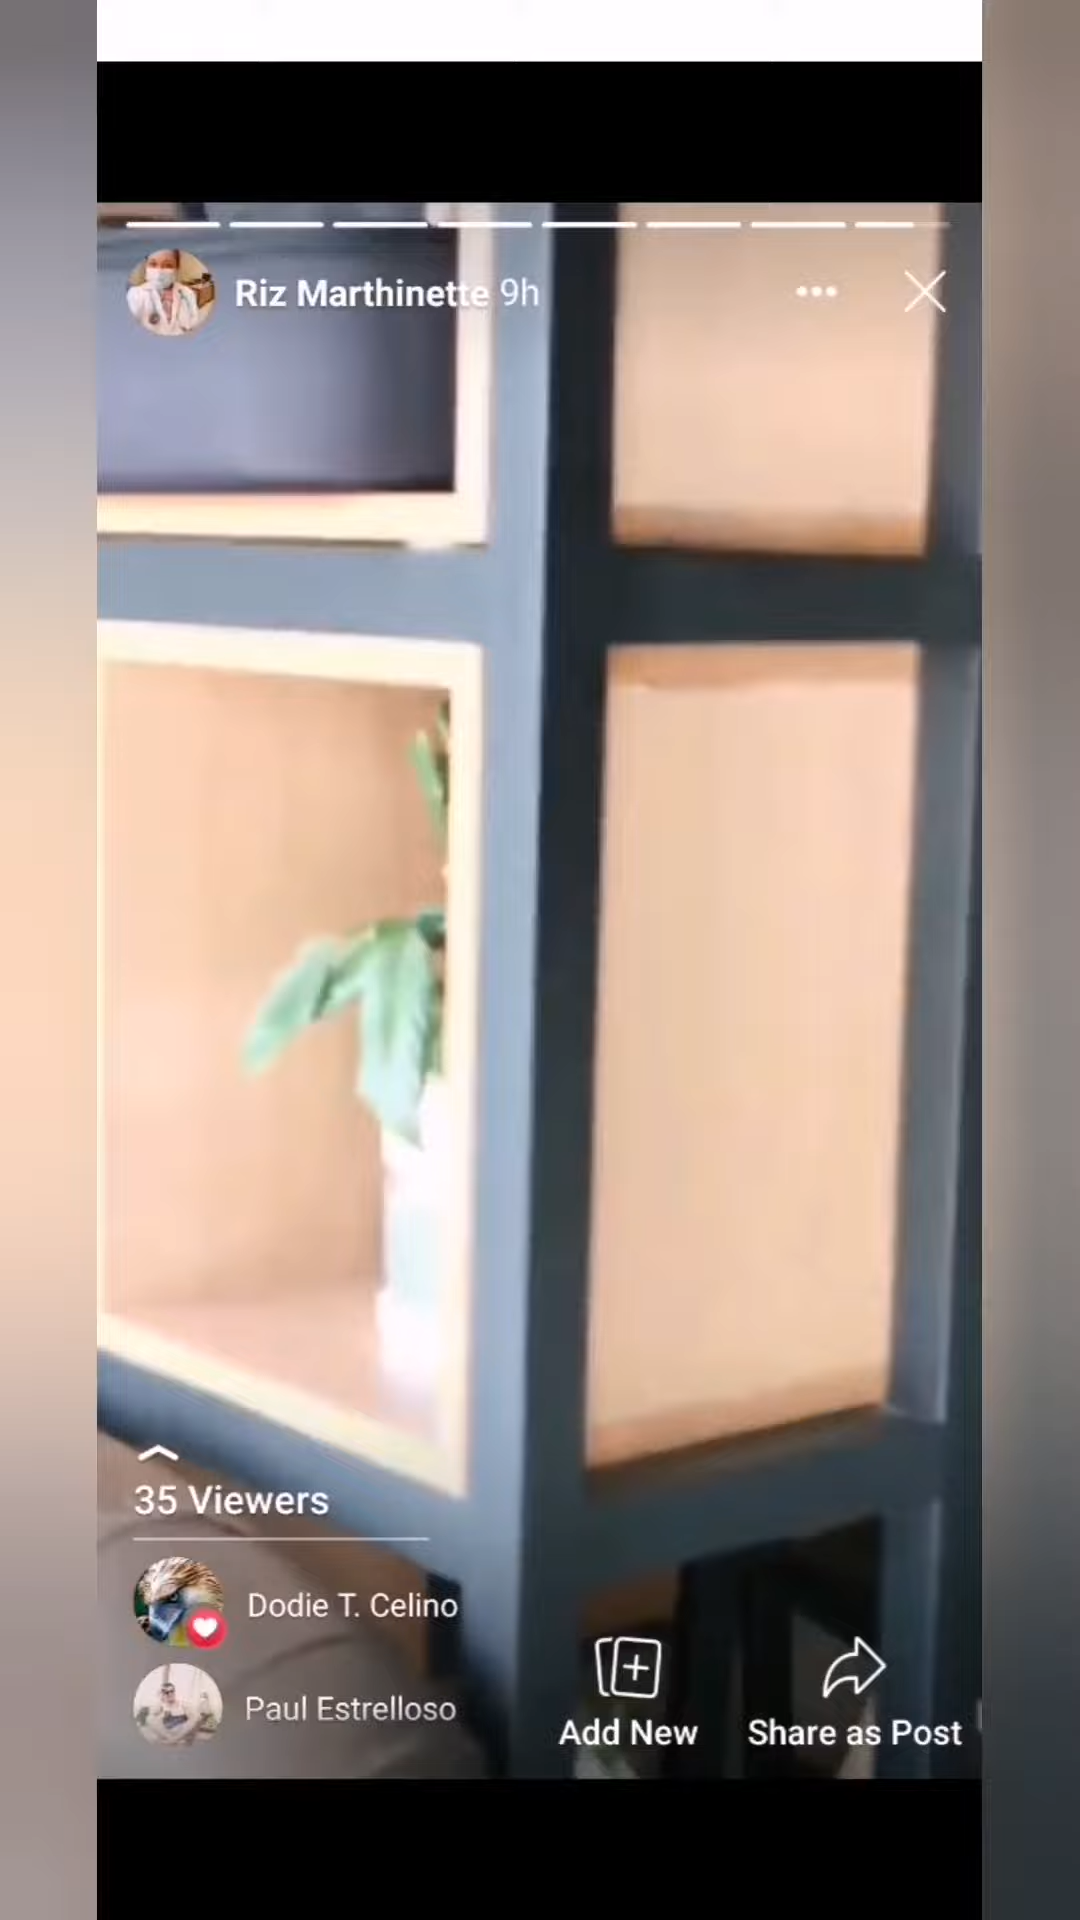 Riz Marthinette 9h
35 Viewers
Dodie T. Celino
Paul Estrelloso
Add New
Share as Post